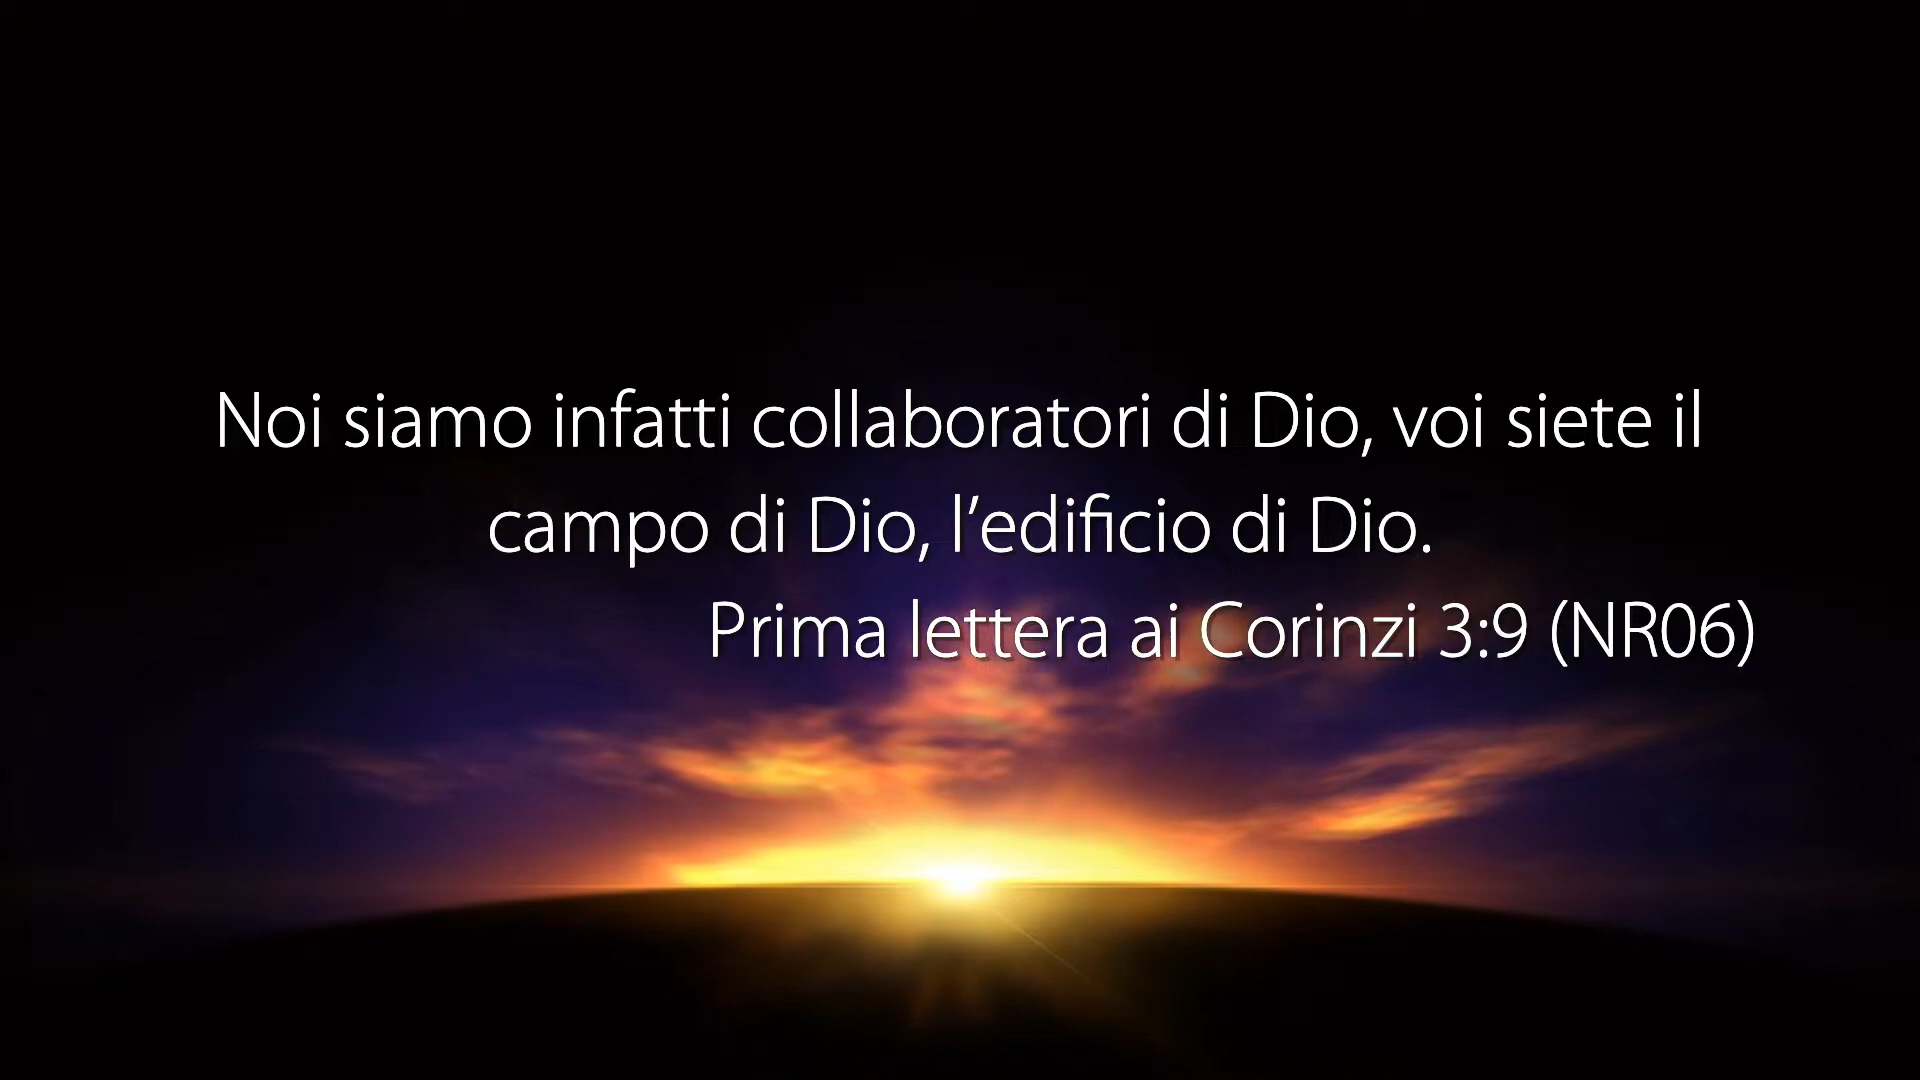 Noi siamo infatti collaboratori di Dio, voi siete il
campo di Dio, l’edificio di Dio.
Prima lettera ai Corinzi 3:9 (NR06)